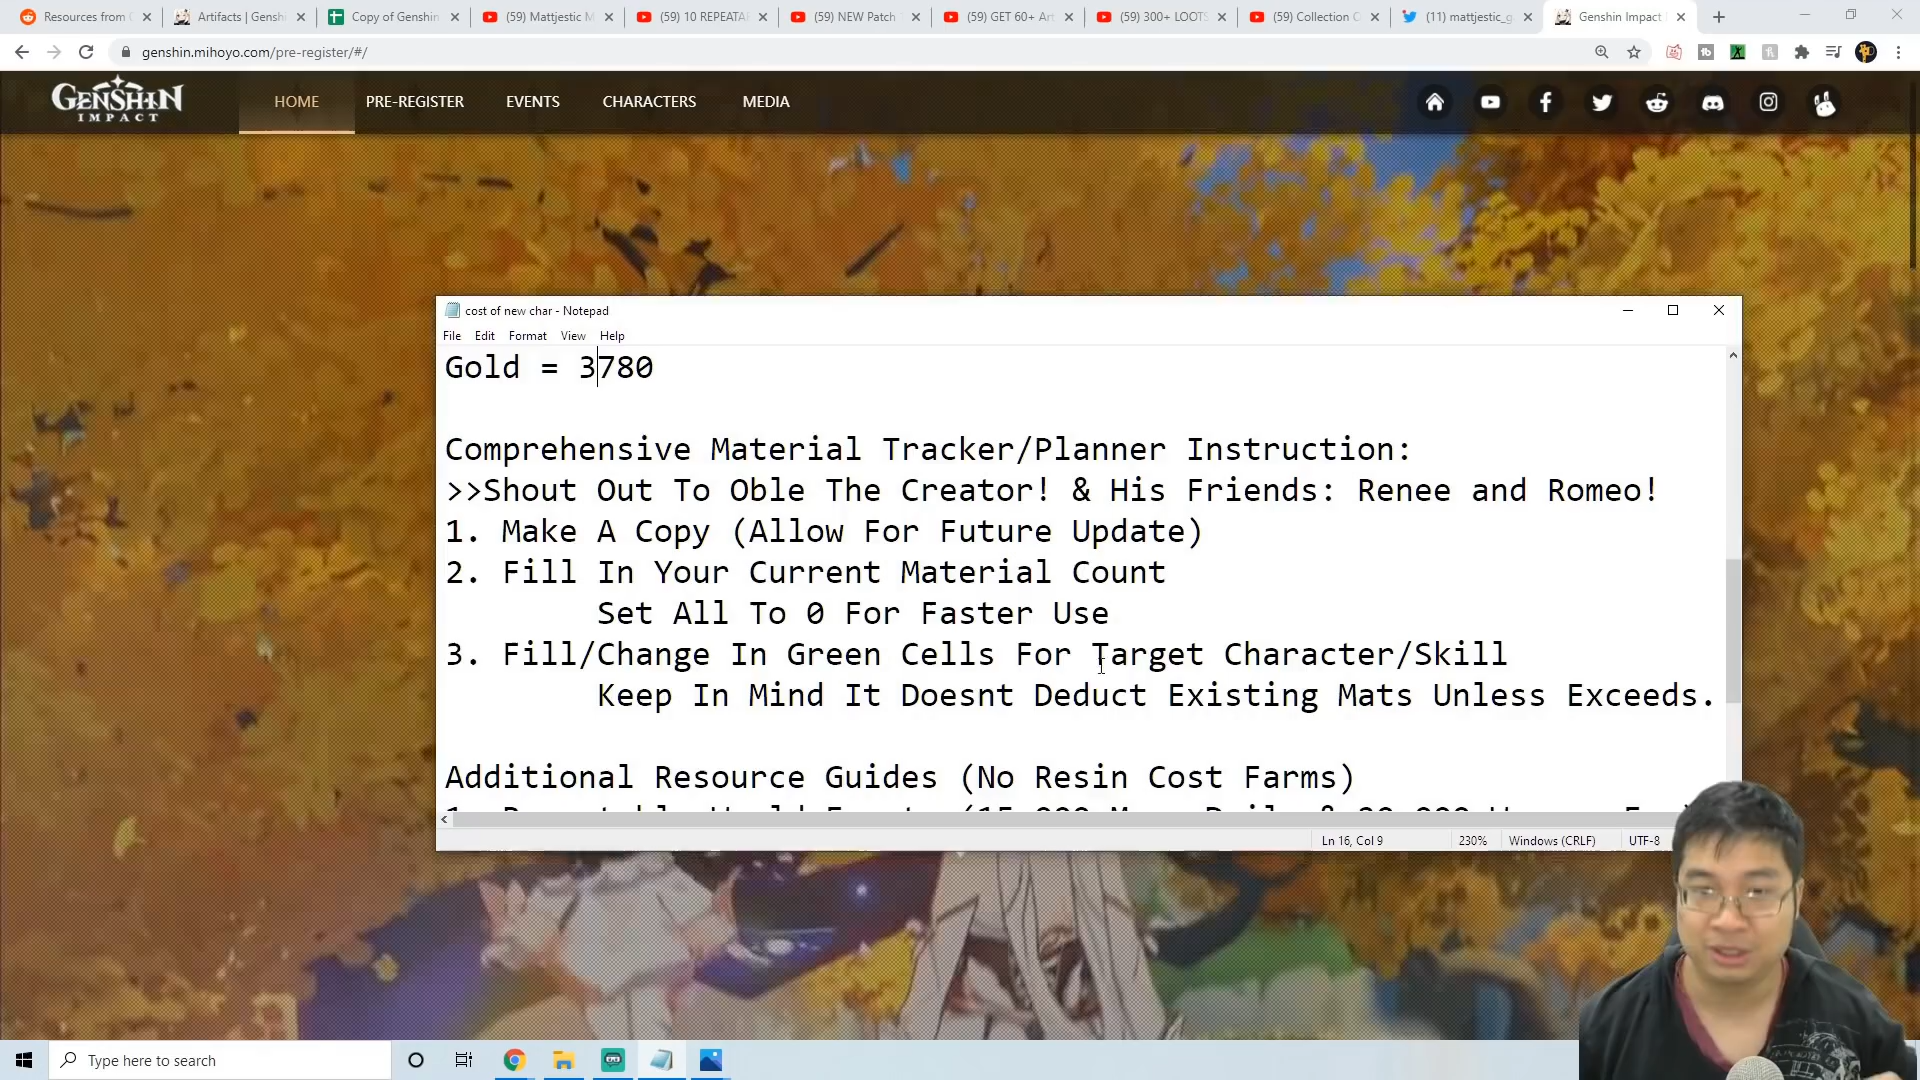 Resources from
Artifacts | Gensh
Copy of Genshin
(59) Mattjestic M
(59) 10 REPEATA
(59) NEW Patch
(59) GET 60+ Art
(59) 300+ LOOTS
(59) Collection
(11) mattjestic_g
Genshin Impact
genshin.mihoyo.com/pre-register/#/
GENSHIN
IMPACT
HOME
PRE-REGISTER
EVENTS
CHARACTERS
MEDIA
cost of new char - Notepad
File Edit Format View Help
Gold = 3780
Comprehensive Material Tracker/Planner Instruction:
>>Shout Out To Oble The Creator! & His Friends: Renee and Romeo!
1. Make A Copy (Allow For Future Update)
2. Fill In Your Current Material Count
Set All To 0 For Faster Use
3. Fill/Change In Green Cells For Target Character/Skill
Keep In Mind It Doesnt Deduct Existing Mats Unless Exceeds.
Additional Resource Guides (No Resin Cost Farms)
Ln 16, Col 9
230%
Windows (CRLF)
UTF-8
Type here to search